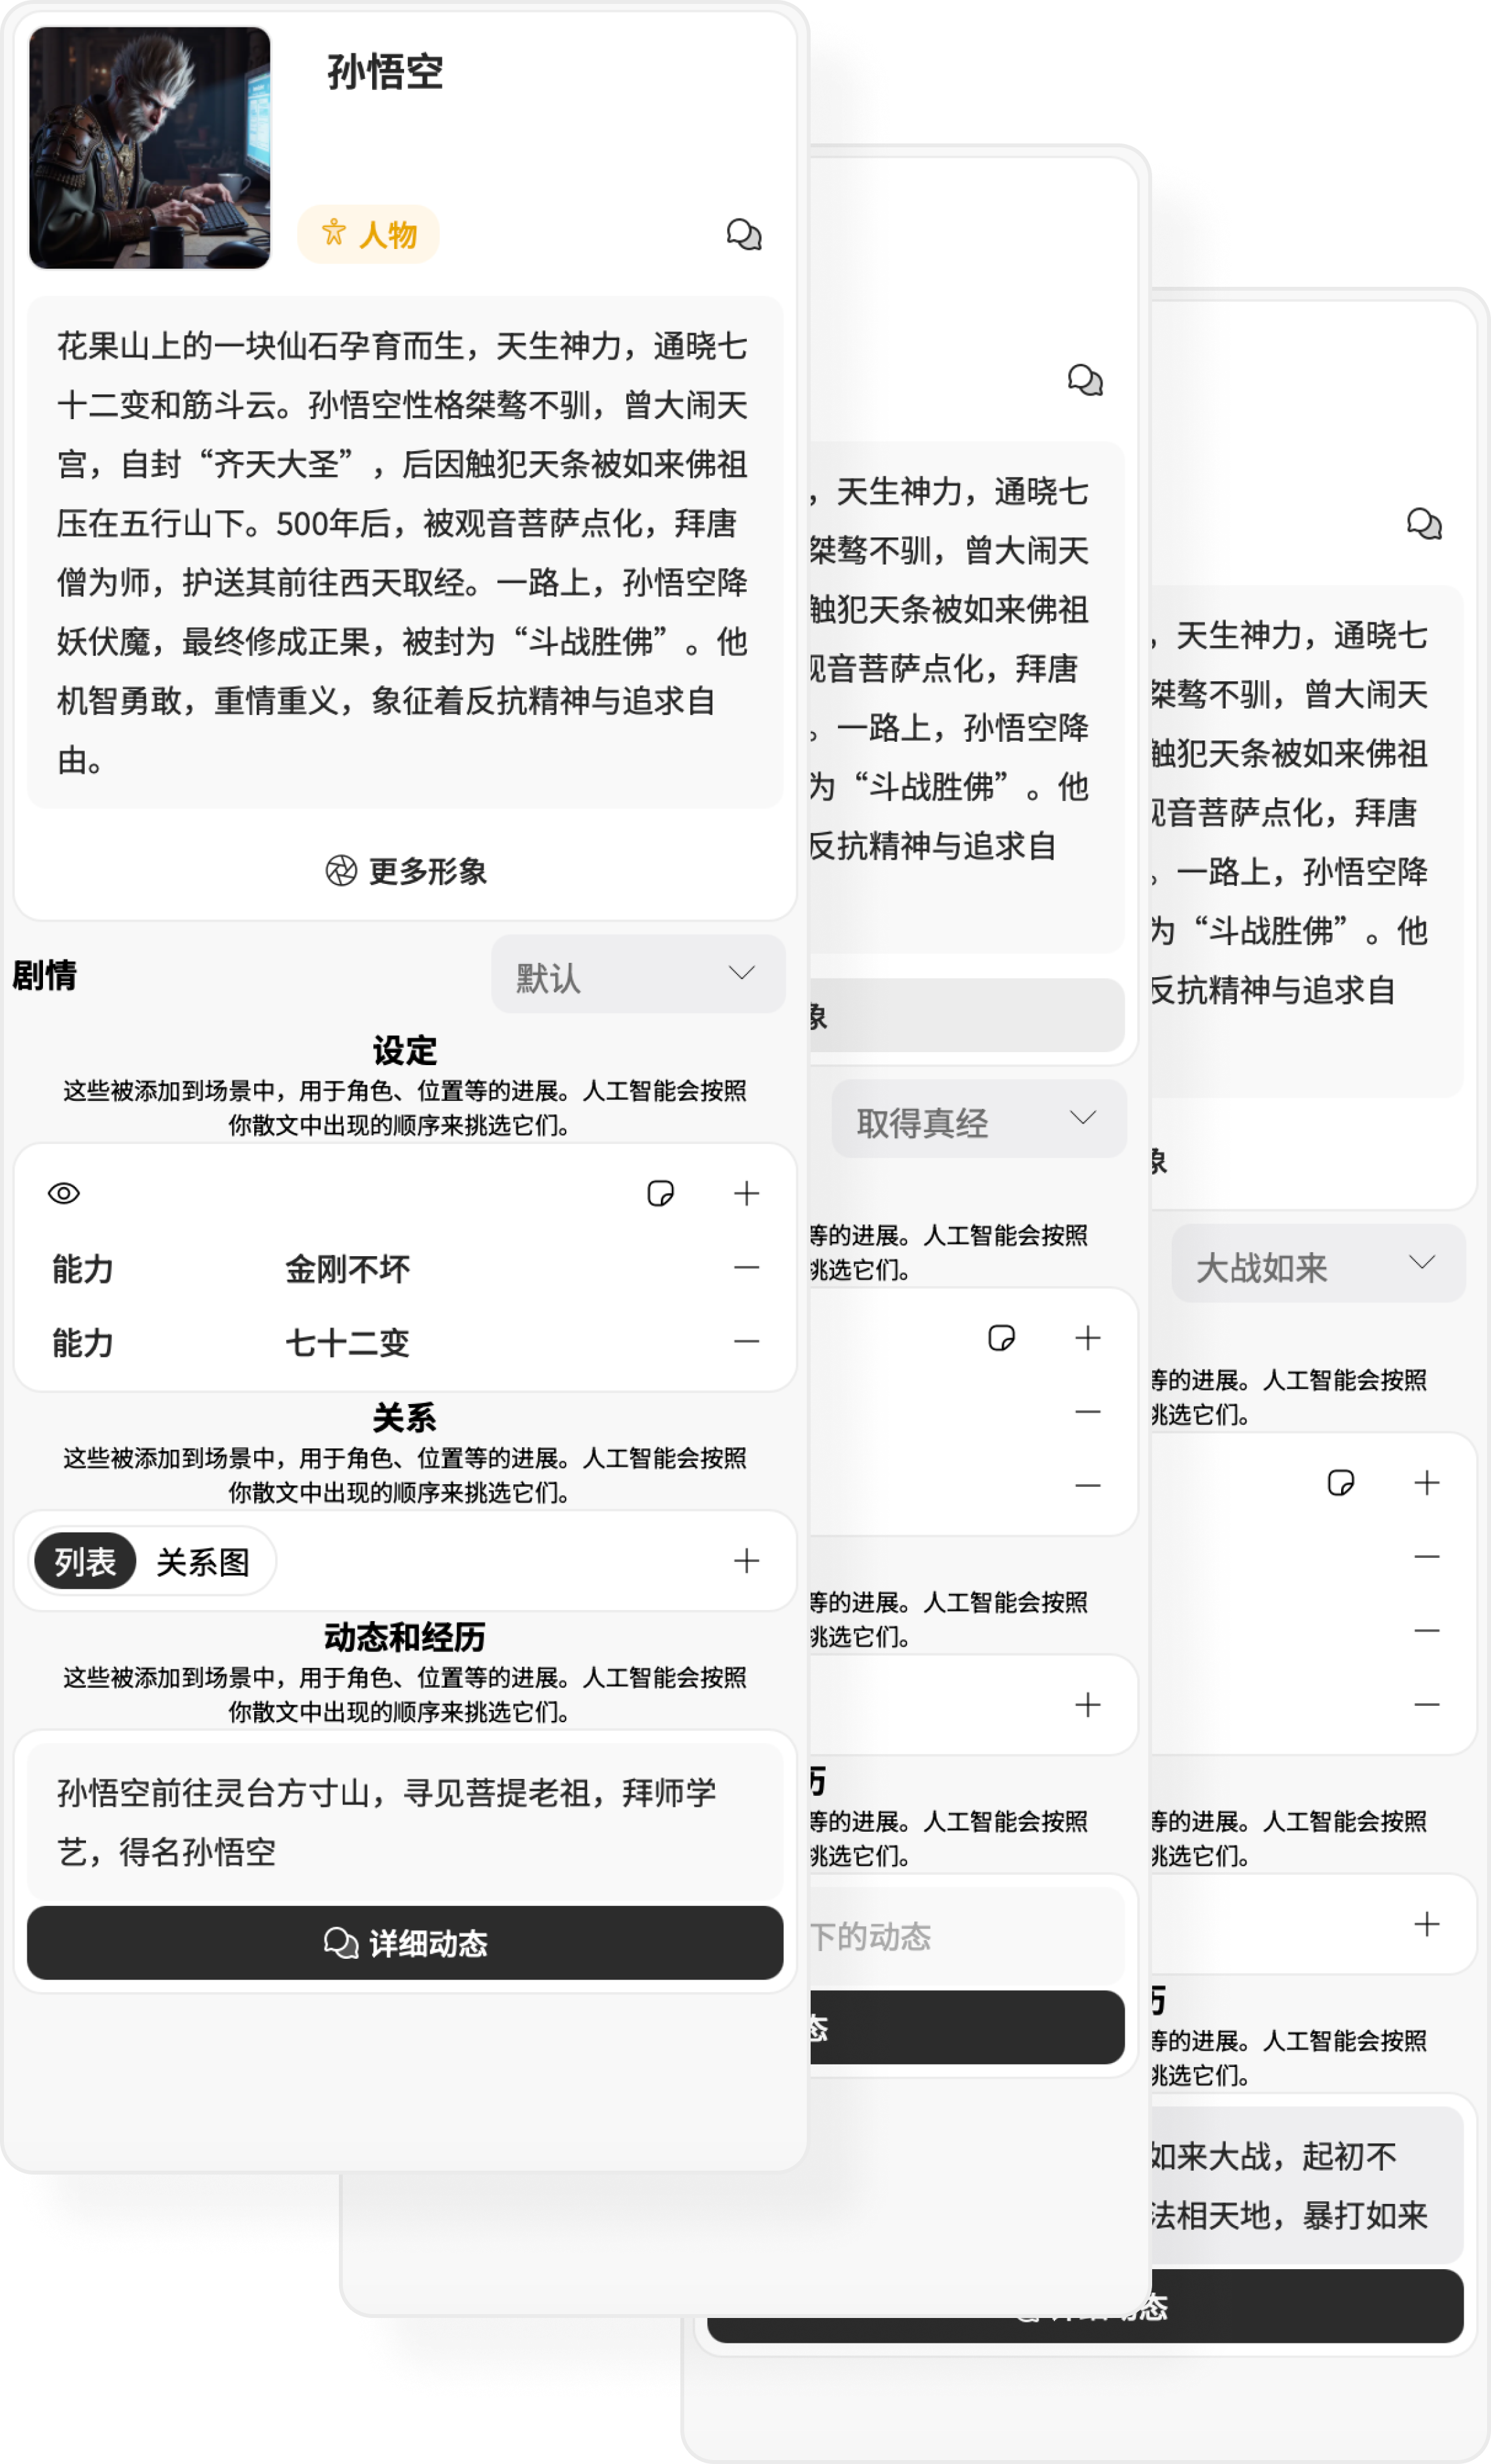 孙悟空
人物
花果山上的一块仙石孕育而生，天生神力，通晓七
十二变和筋斗云。孙悟空性格桀骜不驯，曾大闹天
宫，自封“齐天大圣”，后因触犯天条被如来佛祖
压在五行山下。500年后，被观音菩萨点化，拜唐
僧为师，护送其前往西天取经。一路上，孙悟空降
妖伏魔，最终修成正果，被封为“斗战胜佛”。他
机智勇敢，重情重义，象征着反抗精神与追求自
由。
更多形象
剧情
默认
设定
这些被添加到场景中，用于角色、位置等的进展。人工智能会按照
你散文中出现的顺序来挑选它们。
能力 金刚不坏
能力 七十二变
关系
这些被添加到场景中，用于角色、位置等的进展。人工智能会按照
你散文中出现的顺序来挑选它们。
列表 关系图
动态和经历
这些被添加到场景中，用于角色、位置等的进展。人工智能会按照
你散文中出现的顺序来挑选它们。
孙悟空前往灵台方寸山，寻见菩提老祖，拜师学
艺，得名孙悟空
详细动态
，天生神力，通晓七
桀骜不驯，曾大闹天
触犯天条被如来佛祖
观音菩萨点化，拜唐
。一路上，孙悟空降
为“斗战胜佛”。他
反抗精神与追求自
象
取得真经
等的进展。人工智能会按照
挑选它们。
等的进展。人工智能会按照
挑选它们。
历
等的进展。人工智能会按照
挑选它们。
下的动态
态
，天生神力，通晓七
桀骜不驯，曾大闹天
触犯天条被如来佛祖
观音菩萨点化，拜唐
。一路上，孙悟空降
为“斗战胜佛”。他
反抗精神与追求自
象
大战如来
等的进展。人工智能会按照
挑选它们。
等的进展。人工智能会按照
挑选它们。
历
等的进展。人工智能会按照
挑选它们。
如来大战，起初不
法相天地，暴打如来
详细动态